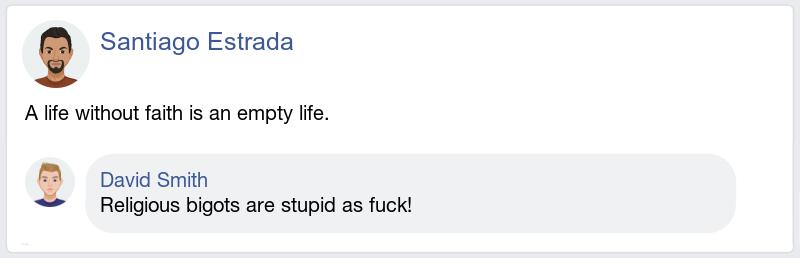 Santiago Estrada
A life without faith is an empty life.
David Smith
Religious bigots are stupid as fuck!